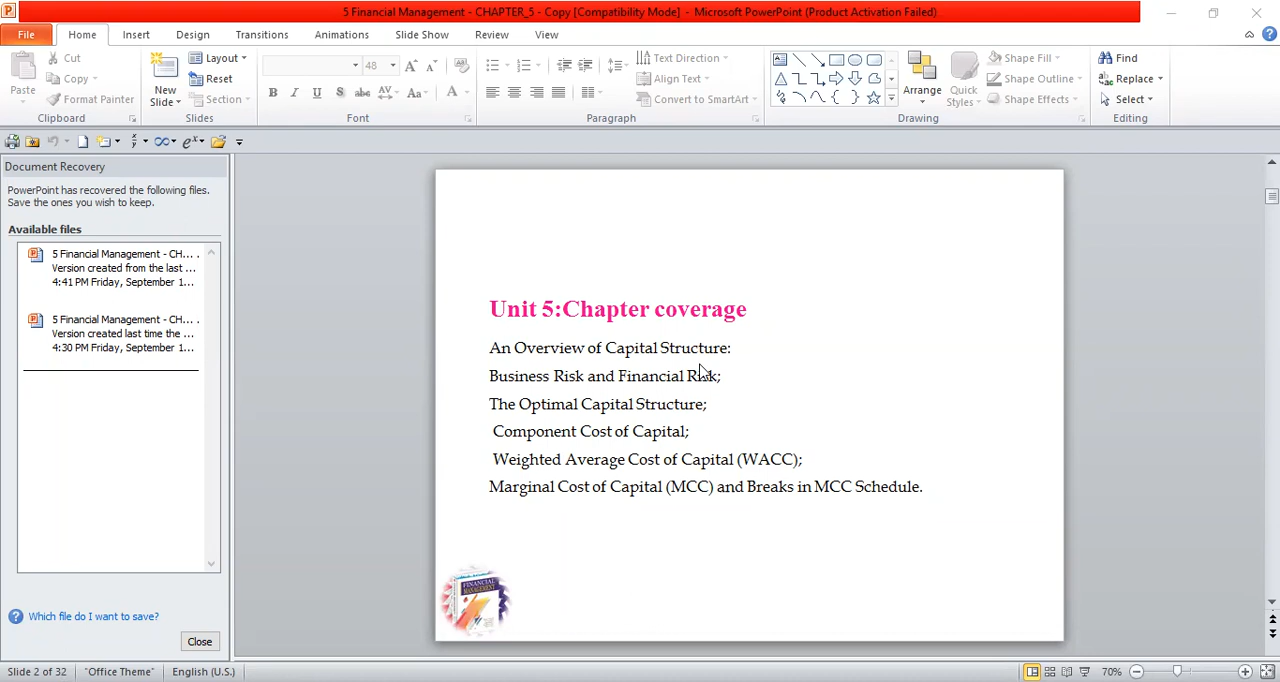 5 Financial Management - CHAPTER_5 - Copy [Compatibility Mode] - Microsoft PowerPoint (Product Activation Failed)
File Home Insert Design Transitions Animations Slide Show Review View
Paste
Cut
Copy
Format Painter
Clipboard
New Slide
Layout
Reset
Section
Slides
48
Font
Text Direction
Align Text
Convert to SmartArt
Paragraph
Arrange
Quick Styles
Shape Fill
Shape Outline
Shape Effects
Drawing
Find
Replace
Select
Editing
Document Recovery
PowerPoint has recovered the following files.
Save the ones you wish to keep.
Available files
5 Financial Management - CH... .
Version created from the last ...
4:41 PM Friday, September 1...
5 Financial Management - CH... .
Version created last time the ...
4:30 PM Friday, September 1...
Which file do I want to save?
Close
Unit 5:Chapter coverage
An Overview of Capital Structure:
Business Risk and Financial Risk;
The Optimal Capital Structure;
Component Cost of Capital;
Weighted Average Cost of Capital (WACC);
Marginal Cost of Capital (MCC) and Breaks in MCC Schedule.
FINANCIAL
MANAGEMENT
Slide 2 of 32 "Office Theme" English (U.S.) 70%